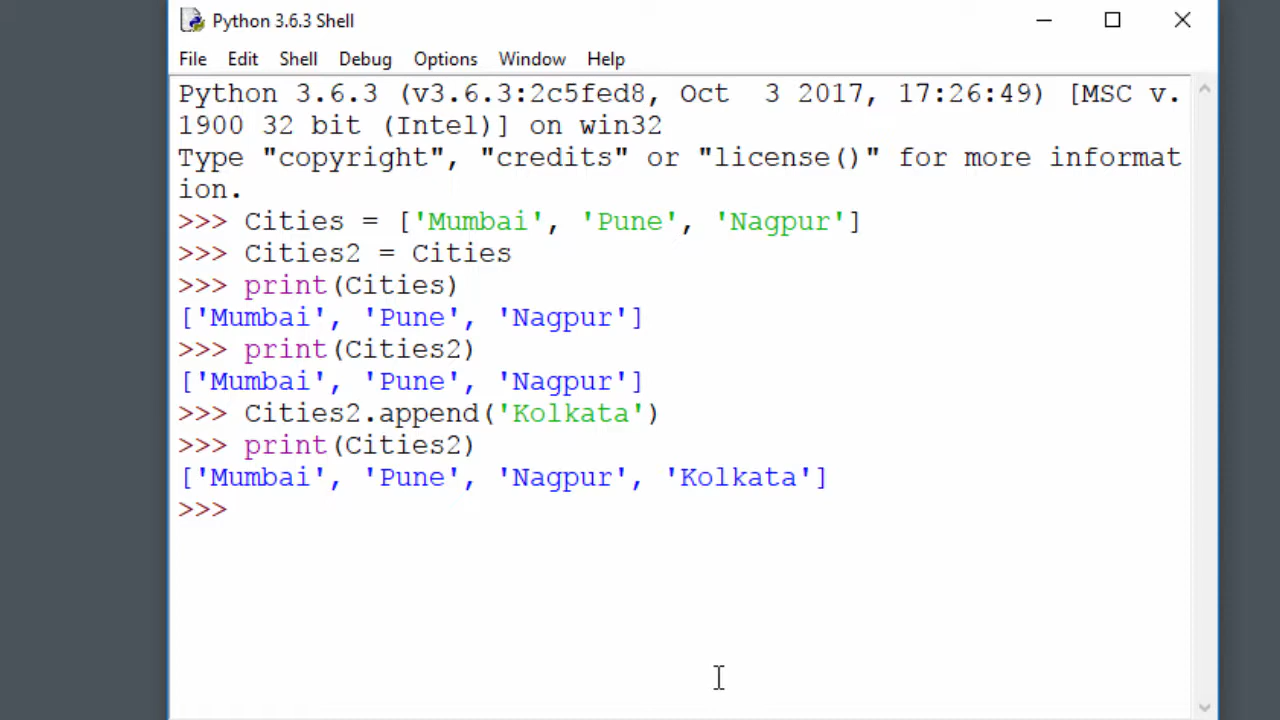 Python 3.6.3 Shell
File Edit Shell Debug Options Window Help
Python 3.6.3 (v3.6.3:2c5fed8, Oct  3 2017, 17:26:49) [MSC v.
1900 32 bit (Intel)] on win32
Type "copyright", "credits" or "license()" for more informat
ion.
>>> Cities = ['Mumbai', 'Pune', 'Nagpur']
>>> Cities2 = Cities
>>> print(Cities)
['Mumbai', 'Pune', 'Nagpur']
>>> print(Cities2)
['Mumbai', 'Pune', 'Nagpur']
>>> Cities2.append('Kolkata')
>>> print(Cities2)
['Mumbai', 'Pune', 'Nagpur', 'Kolkata']
>>>